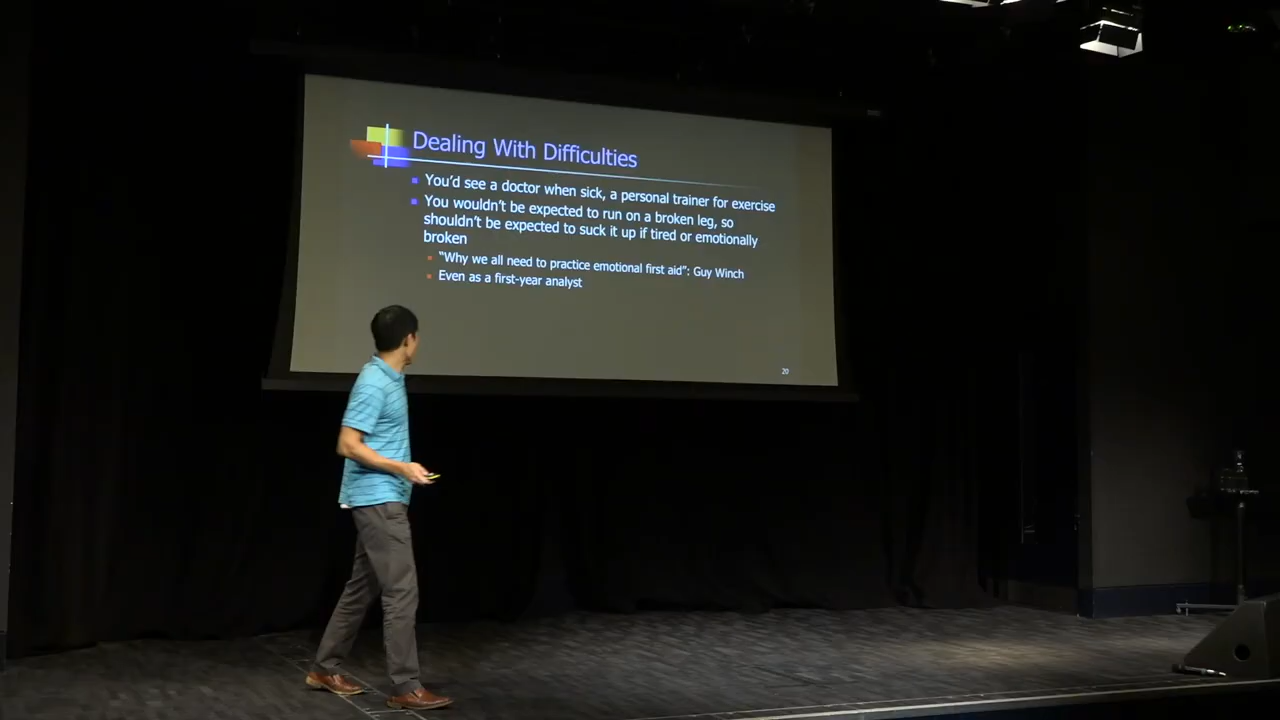 Dealing With Difficulties
You'd see a doctor when sick, a personal trainer for exercise
You wouldn't be expected to run on a broken leg, so
shouldn't be expected to suck it up if tired or emotionally
broken
"Why we all need to practice emotional first aid": Guy Winch
Even as a first-year analyst
20